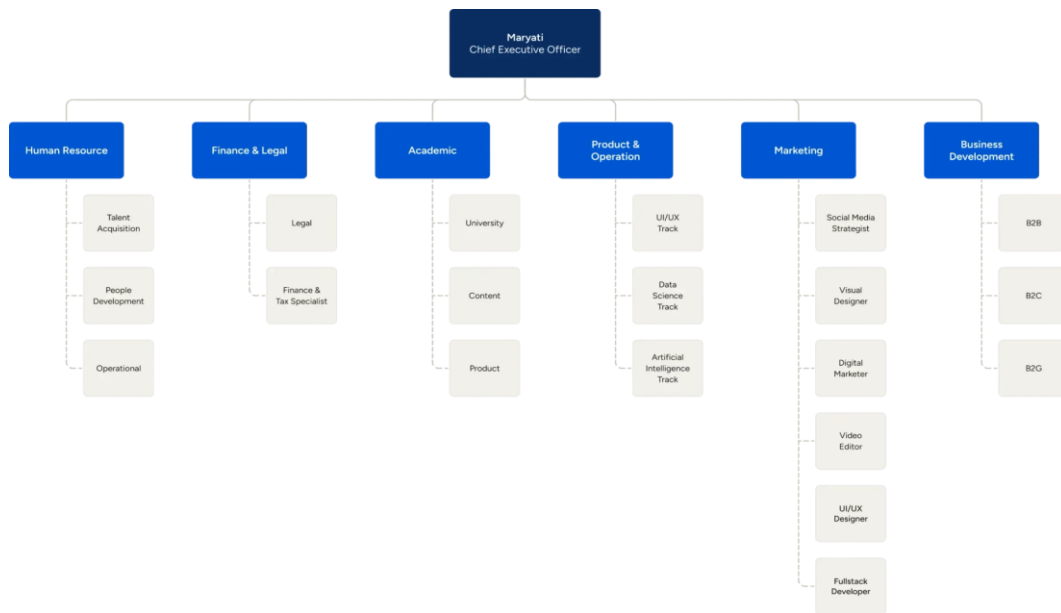 Maryati
Chief Executive Officer
Human Resource
Finance & Legal
Academic
Product &
Operation
Marketing
Business
Development
Talent
Acquisition
People
Development
Operational
Legal
Finance &
Tax Specialist
University
Content
Product
UI/UX
Track
Data
Science
Track
Artificial
Intelligence
Track
Social Media
Strategist
Visual
Designer
Digital
Marketer
Video
Editor
UI/UX
Designer
Fullstack
Developer
B2B
B2C
B2G